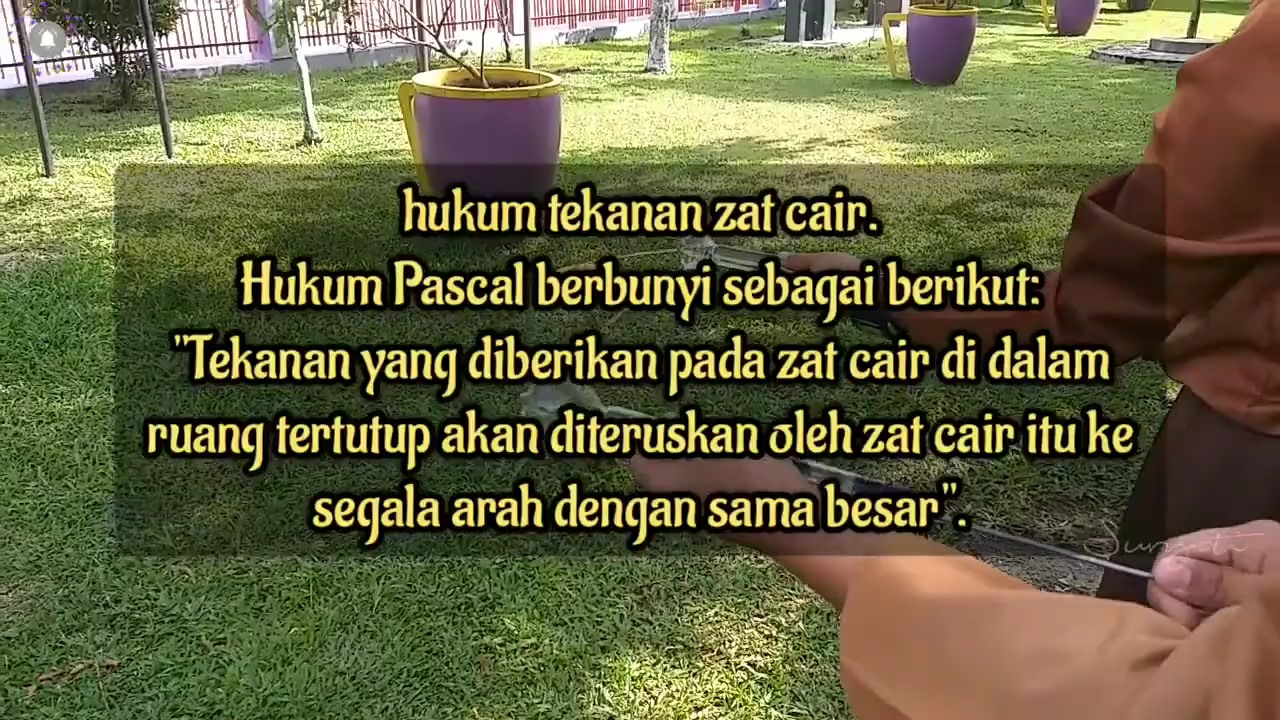 hukum tekanan zat cair.
Hukum Pascal berbunyi sebagai berikut:
"Tekanan yang diberikan pada zat cair di dalam
ruang tertutup akan diteruskan oleh zat cair itu ke
segala arah dengan sama besar".